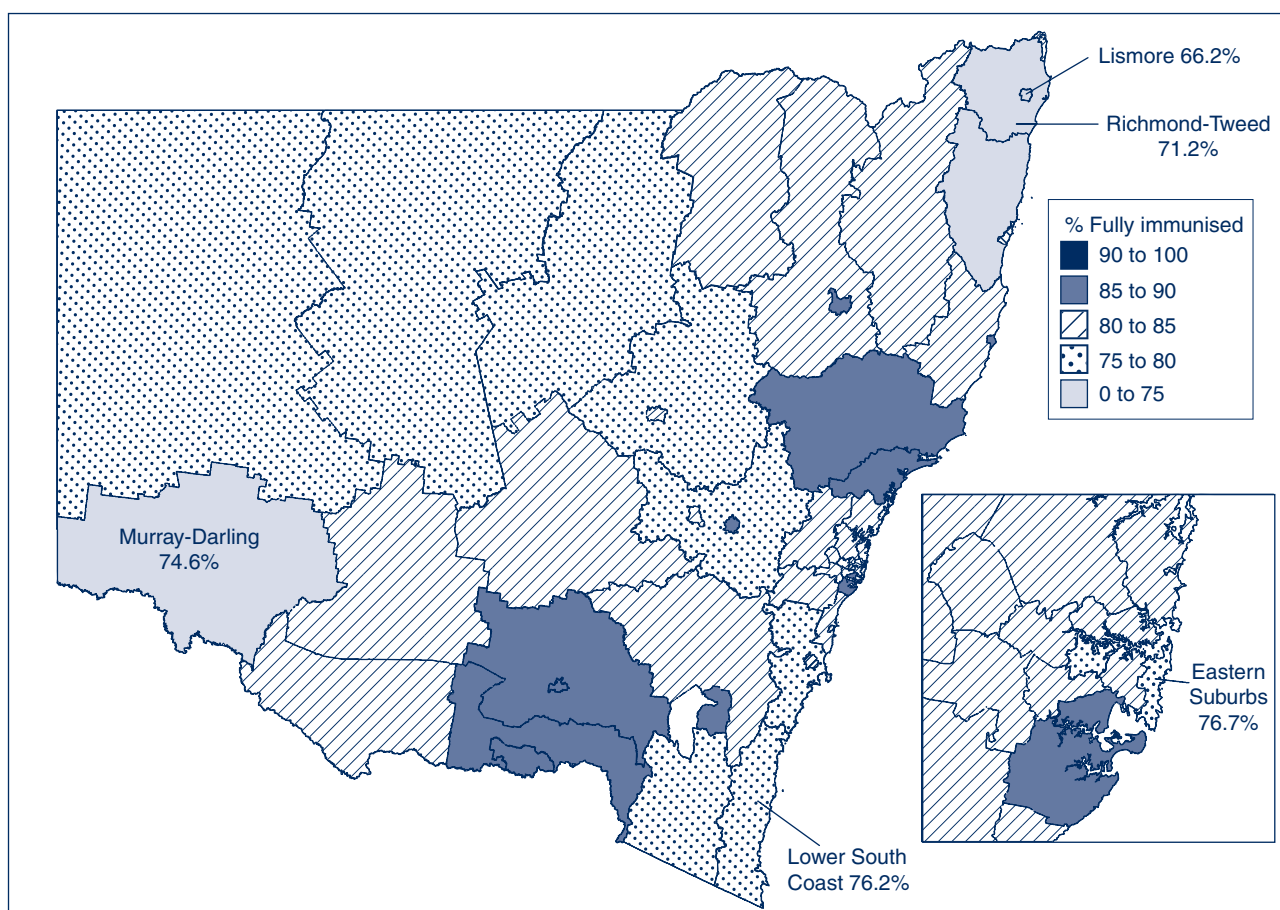 Lismore 66.2%
Richmond-Tweed
71.2%
% Fully immunised
90 to 100
85 to 90
80 to 85
75 to 80
0 to 75
Murray-Darling
74.6%
Eastern
Suburbs
76.7%
Lower South
Coast 76.2%